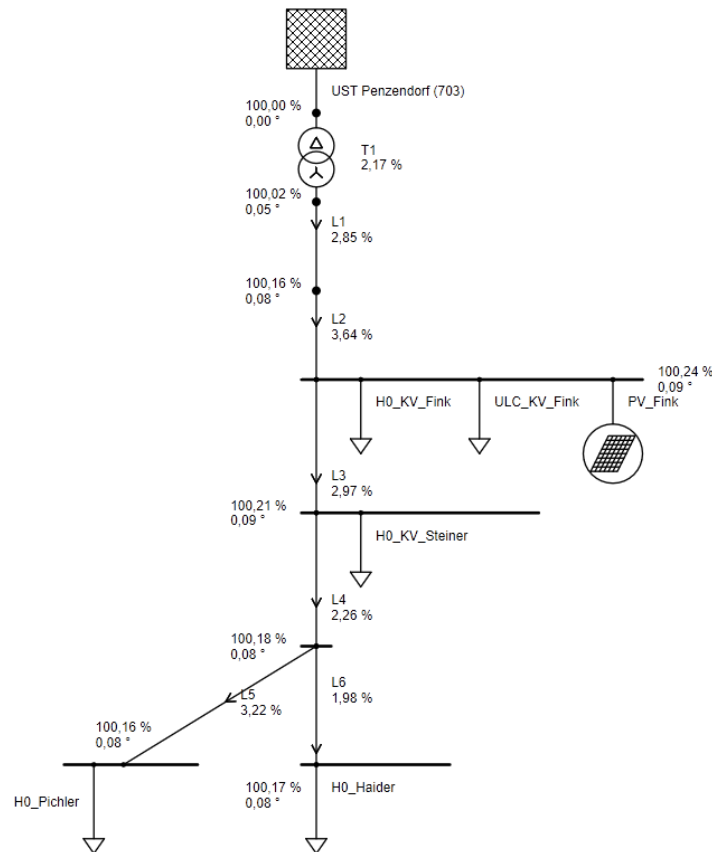 UST Penzendorf (703)
100,00 %
0,00 °
T1
2,17 %
100,02 %
0,05 °
L1
2,85 %
100,16 %
0,08 °
L2
3,64 %
100,24 %
0,09 °
H0_KV_Fink
ULC_KV_Fink
PV_Fink
L3
2,97 %
100,21 %
0,09 °
H0_KV_Steiner
L4
2,26 %
100,18 %
0,08 °
L6
1,98 %
L5
3,22 %
100,16 %
0,08 °
H0_Pichler
100,17 %
0,08 °
H0_Haider